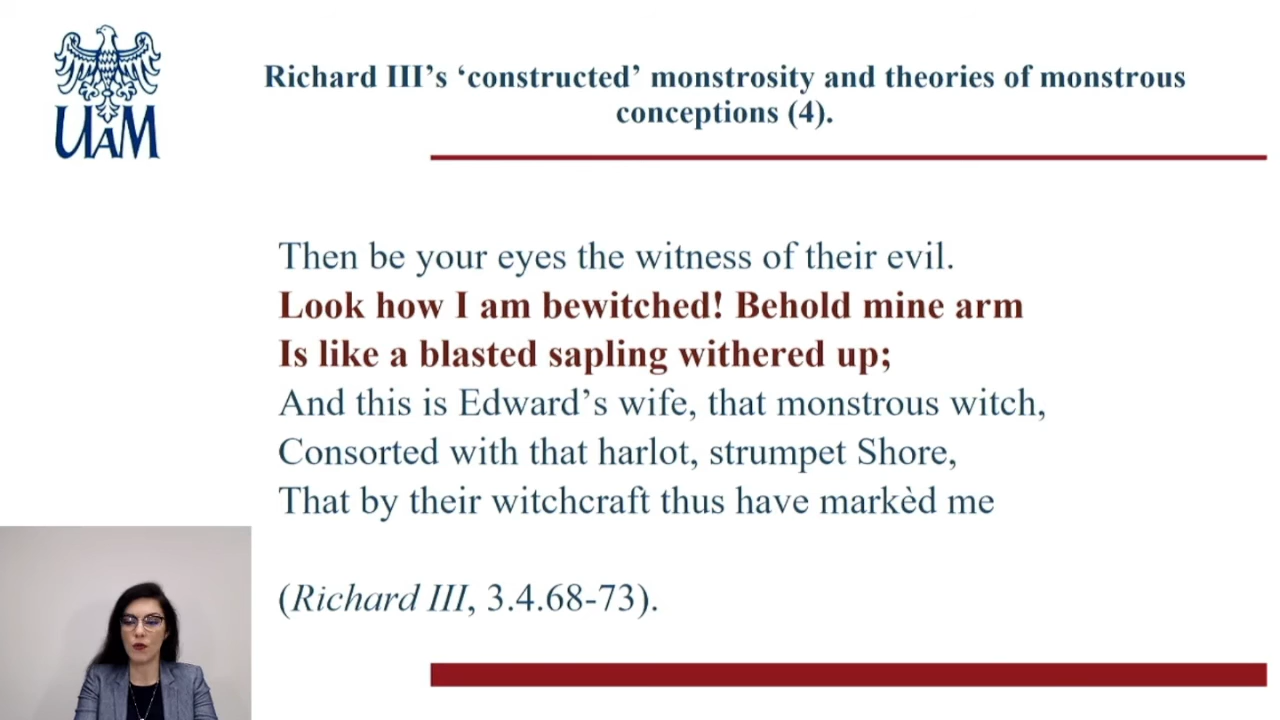 UAM
Richard III’s ‘constructed’ monstrosity and theories of monstrous
conceptions (4).
Then be your eyes the witness of their evil.
Look how I am bewitched! Behold mine arm
Is like a blasted sapling withered up;
And this is Edward’s wife, that monstrous witch,
Consorted with that harlot, strumpet Shore,
That by their witchcraft thus have markèd me
(Richard III, 3.4.68-73).